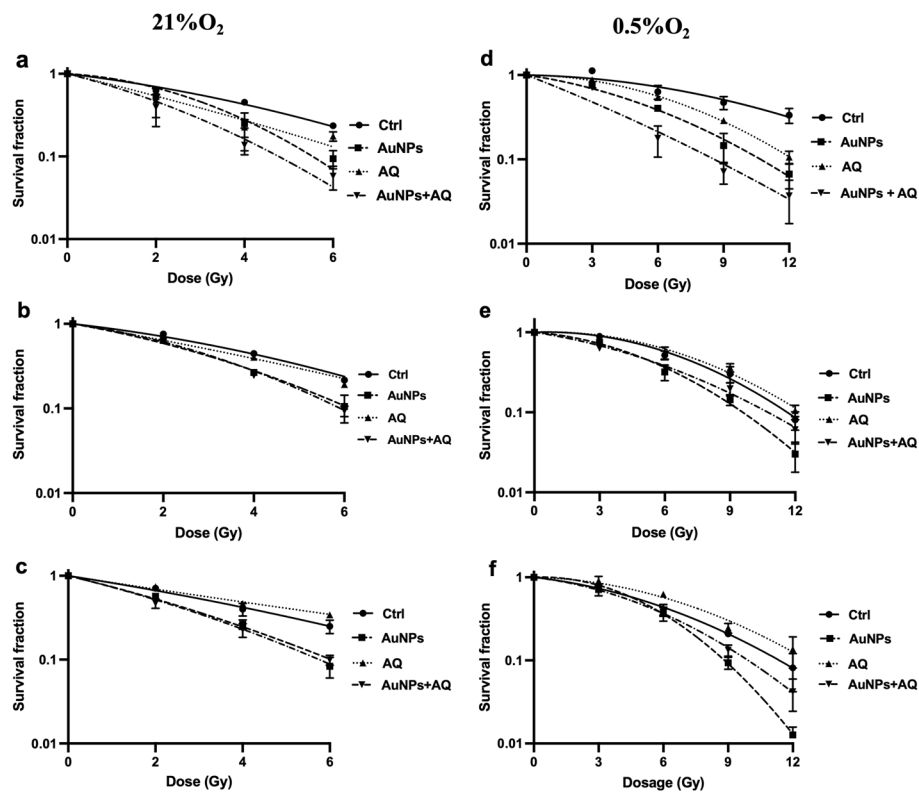 21%O₂
0.5%O₂
a
1
0.1
0.01
Survival fraction
0
2
4
6
Dose (Gy)
Ctrl
AuNPs
AQ
AuNPs+AQ
d
1
0.1
0.01
Survival fraction
0
3
6
9
12
Dose (Gy)
Ctrl
AuNPs
AQ
AuNPs + AQ
b
1
0.1
0.01
Survival fraction
0
2
4
6
Dose (Gy)
Ctrl
AuNPs
AQ
AuNPs+AQ
e
1
0.1
0.01
Survival fraction
0
3
6
9
12
Dose (Gy)
Ctrl
AuNPs
AQ
AuNPs+AQ
c
1
0.1
0.01
Survival fraction
0
2
4
6
Dose (Gy)
Ctrl
AuNPs
AQ
AuNPs+AQ
f
1
0.1
0.01
Survival fraction
0
3
6
9
12
Dosage (Gy)
Ctrl
AuNPs
AQ
AuNPs+AQ